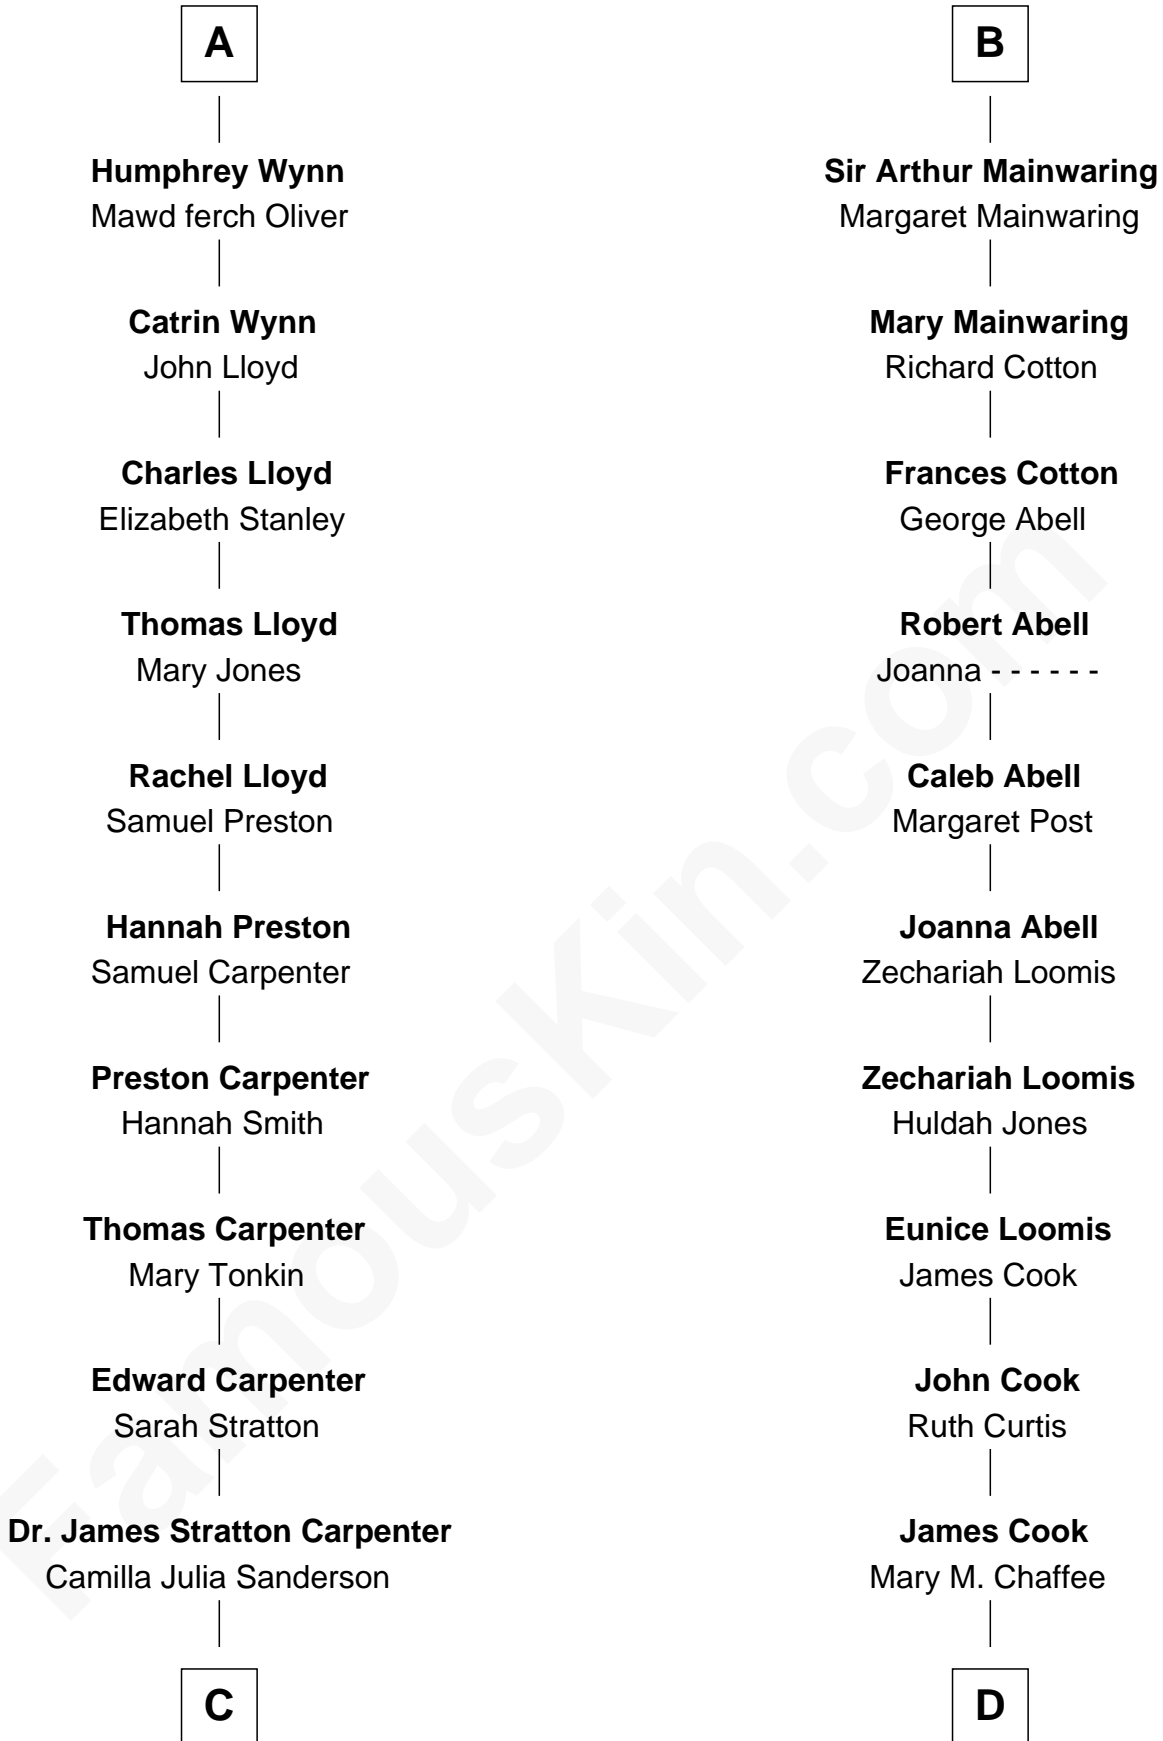 A
Humphrey Wynn
Mawd ferch Oliver
Catrin Wynn
John Lloyd
Charles Lloyd
Elizabeth Stanley
Thomas Lloyd
Mary Jones
Rachel Lloyd
Samuel Preston
Hannah Preston
Samuel Carpenter
Preston Carpenter
Hannah Smith
Thomas Carpenter
Mary Tonkin
Edward Carpenter
Sarah Stratton
Dr. James Stratton Carpenter
Camilla Julia Sanderson
C
B
Sir Arthur Mainwaring
Margaret Mainwaring
Mary Mainwaring
Richard Cotton
Frances Cotton
George Abell
Robert Abell
Joanna - - - - - -
Caleb Abell
Margaret Post
Joanna Abell
Zechariah Loomis
Zechariah Loomis
Huldah Jones
Eunice Loomis
James Cook
John Cook
Ruth Curtis
James Cook
Mary M. Chaffee
D
FamousKin.com